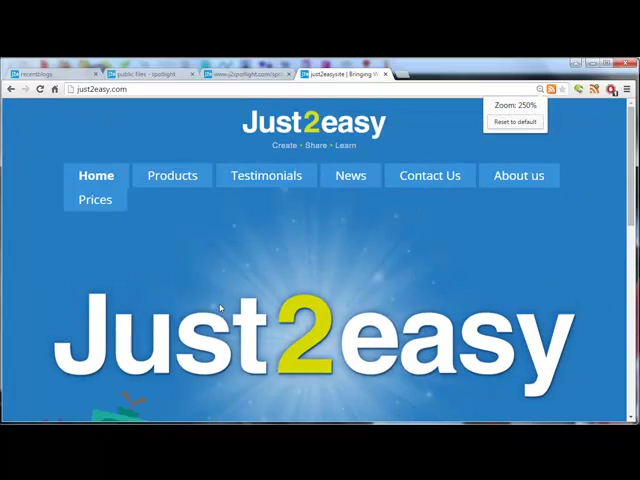 recentblogs
public files - spotlight
www.j2spotlight.com/spri
just2easysite | Bringing W
just2easy.com
Zoom: 250%
Reset to default
Just2easy
Create • Share • Learn
Home Products Testimonials News Contact Us About us
Prices
Just2easy